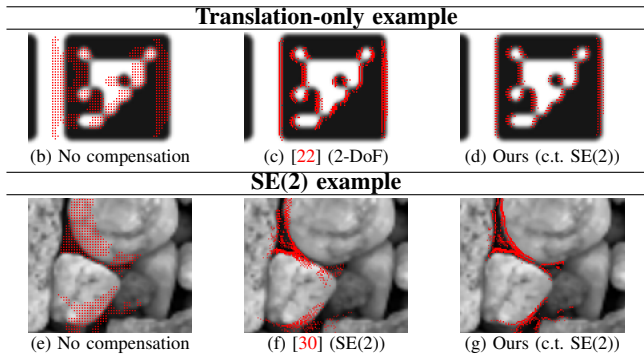 Translation-only example
(b) No compensation (c) [22] (2-DoF) (d) Ours (c.t. SE(2))
SE(2) example
(e) No compensation (f) [30] (SE(2)) (g) Ours (c.t. SE(2))